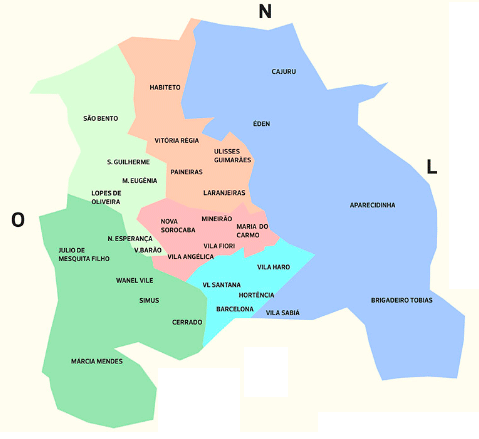 N
CAJURU
HABITETO
SÃO BENTO
ÉDEN
VITÓRIA RÉGIA
ULISSES
GUIMARÃES
S. GUILHERME
L
PAINEIRAS
M. EUGÊNIA
LOPES DE
OLIVEIRA
LARANJEIRAS
APARECIDINHA
O
NOVA
SOROCABA
MINEIRÃO
MARIA DO
CARMO
N. ESPERANÇA
VILA FIORI
V.BARÃO
JULIO DE
MESQUITA FILHO
VILA ANGÉLICA
VILA HARO
WANEL VILE
VL SANTANA
HORTÊNCIA
SIMUS
BRIGADEIRO TOBIAS
BARCELONA
VILA SABIÁ
CERRADO
MÁRCIA MENDES